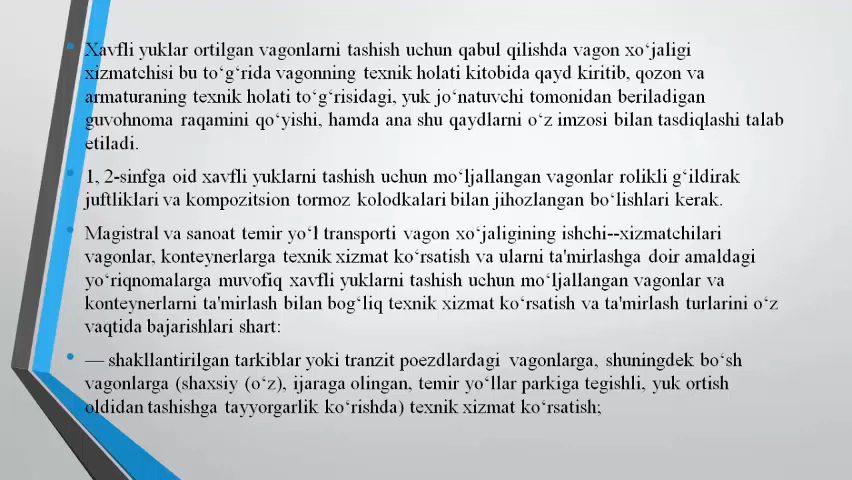 Xavfli yuklar ortilgan vagonlarni tashish uchun qabul qilishda vagon xo‘jaligi
xizmatchisi bu to‘g‘rida vagonning texnik holati kitobida qayd kiritib, qozon va
armaturaning texnik holati to‘g‘risidagi, yuk jo‘natuvchi tomonidan beriladigan
guvohnoma raqamini qo‘yishi, hamda ana shu qaydlarni o‘z imzosi bilan tasdiqlashi talab
etiladi.
1, 2-sinfga oid xavfli yuklarni tashish uchun mo‘ljallangan vagonlar rolikli g‘ildirak
juftliklari va kompozitsion tormoz kolodkalari bilan jihozlangan bo‘lishlari kerak.
Magistral va sanoat temir yo‘l transporti vagon xo‘jaligining ishchi--xizmatchilari
vagonlar, konteynerlarga texnik xizmat ko‘rsatish va ularni ta'mirlashga doir amaldagi
yo‘riqnomalarga muvofiq xavfli yuklarni tashish uchun mo‘ljallangan vagonlar va
konteynerlarni ta'mirlash bilan bog‘liq texnik xizmat ko‘rsatish va ta'mirlash turlarini o‘z
vaqtida bajarishlari shart:
— shakllantirilgan tarkiblar yoki tranzit poezdlardagi vagonlarga, shuningdek bo‘sh
vagonlarga (shaxsiy (o‘z), ijaraga olingan, temir yo‘llar parkiga tegishli, yuk ortish
oldidan tashishga tayyorgarlik ko‘rishda) texnik xizmat ko‘rsatish;